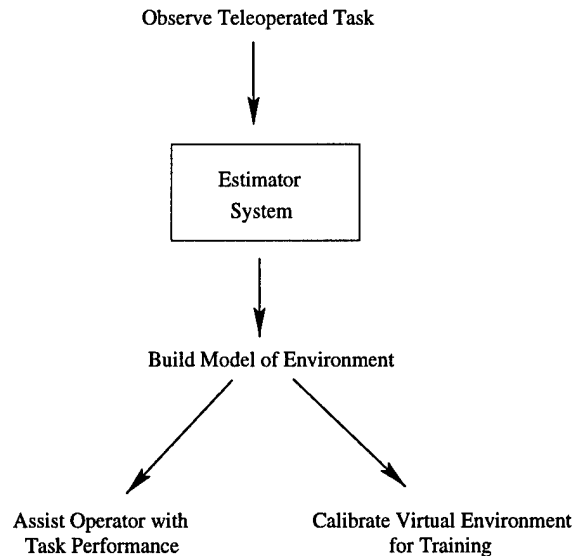 Observe Teleoperated Task
Estimator
System
Build Model of Environment
Assist Operator with
Task Performance
Calibrate Virtual Environment
for Training